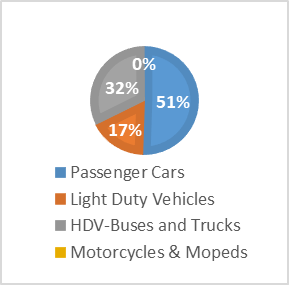 0%
32%
51%
17%
Passenger Cars
Light Duty Vehicles
HDV-Buses and Trucks
Motorcycles & Mopeds